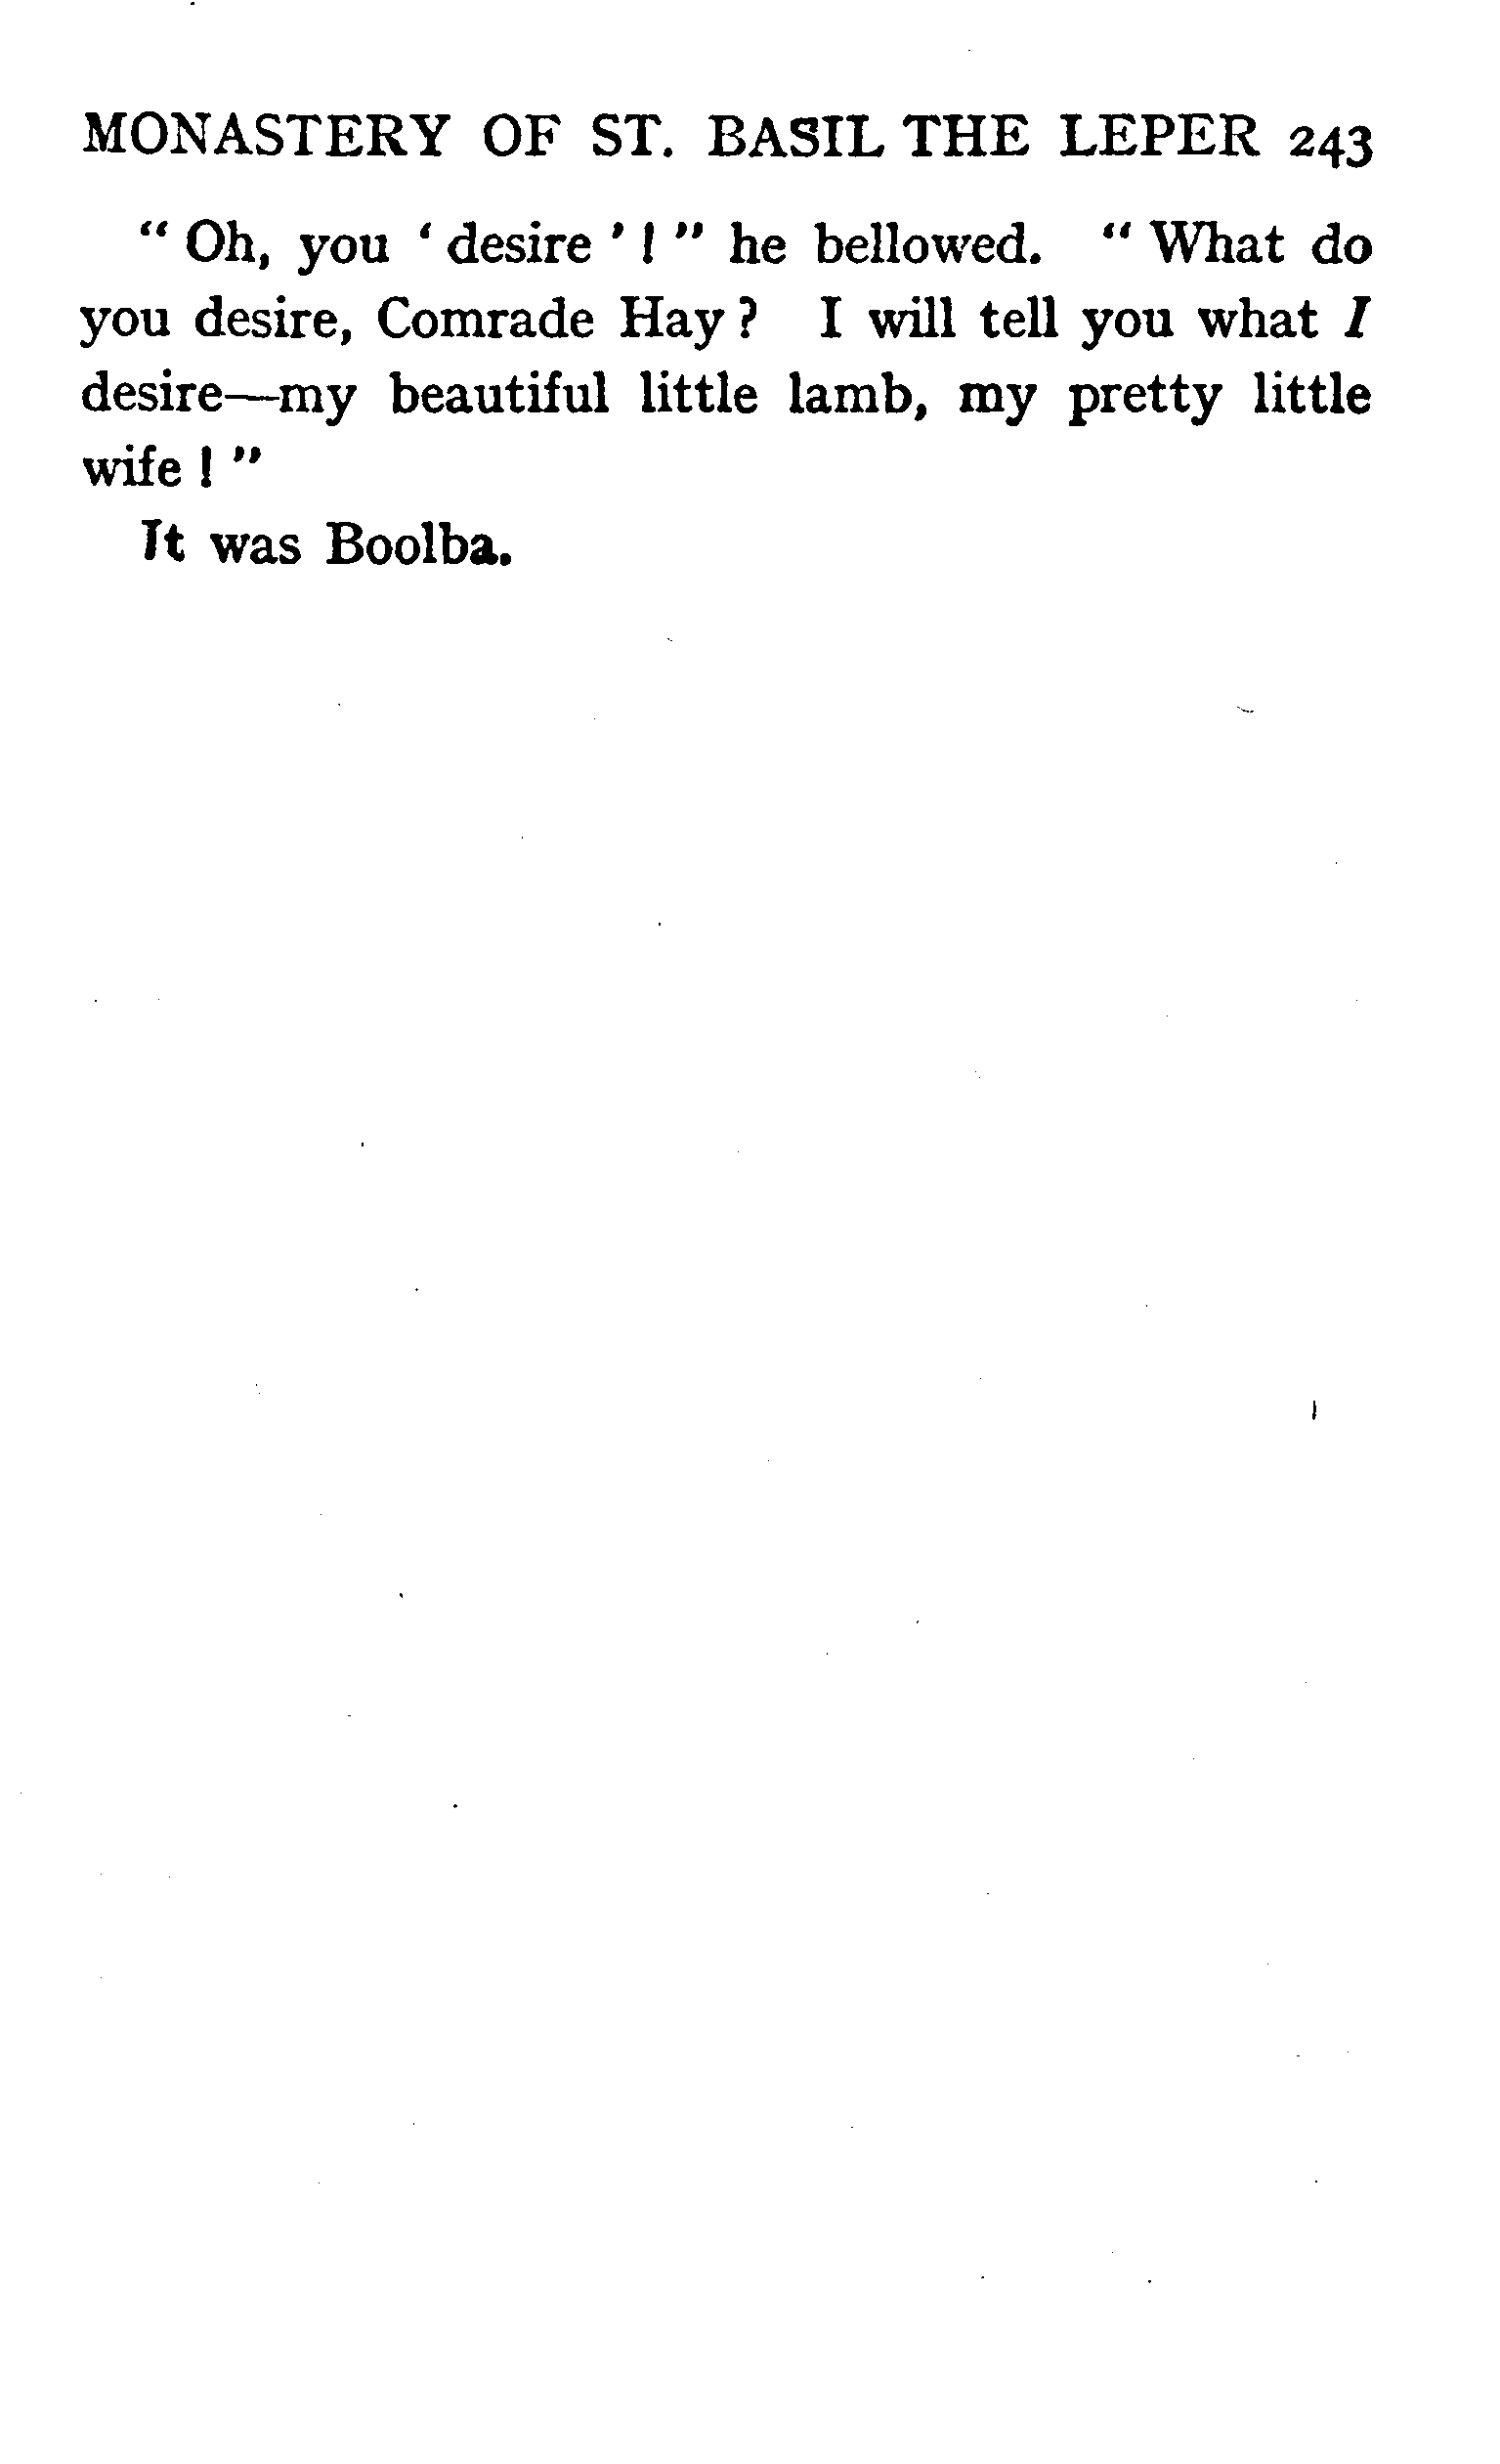 MONASTERY OF ST. BASIL THE LEPER 243
“ Oh, you ‘ desire ’ ! ” he bellowed. “ What do
you desire, Comrade Hay ? I will tell you what I
desire—my beautiful little lamb, my pretty little
wife ! ”
It was Boolba.